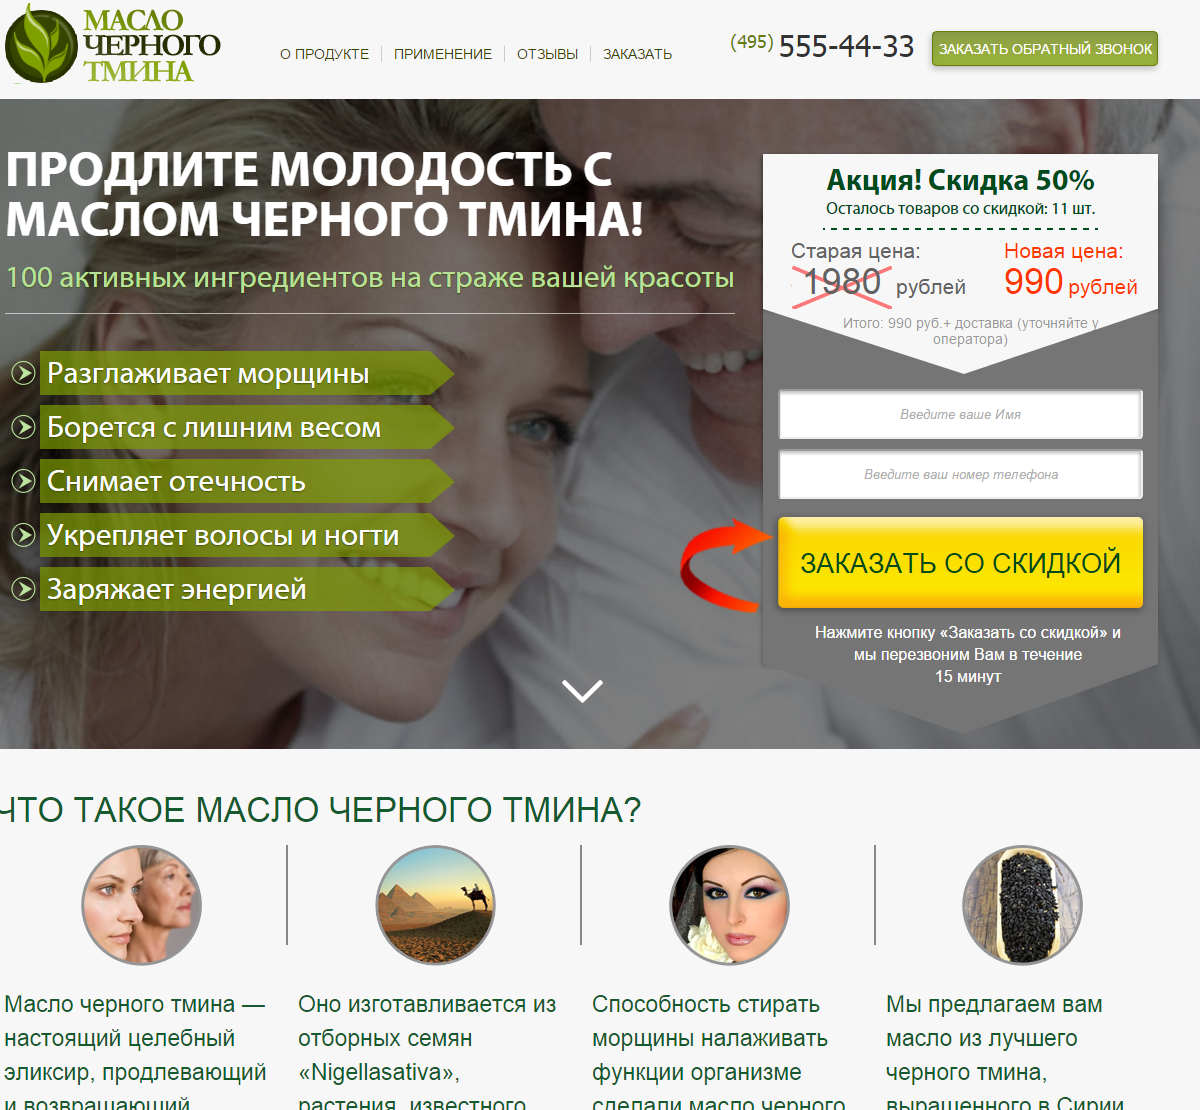 МАСЛО
ЧЕРНОГО
ТМИНА
О ПРОДУКТЕ
ПРИМЕНЕНИЕ
ОТЗЫВЫ
ЗАКАЗАТЬ
(495) 555-44-33
ЗАКАЗАТЬ ОБРАТНЫЙ ЗВОНОК
ПРОДЛИТЕ МОЛОДОСТЬ С
МАСЛОМ ЧЕРНОГО ТМИНА!
100 активных ингредиентов на страже вашей красоты
Разглаживает морщины
Борется с лишним весом
Снимает отечность
Укрепляет волосы и ногти
Заряжает энергией
Акция! Скидка 50%
Осталось товаров со скидкой: 11 шт.
Старая цена:
1980 рублей
Новая цена:
990 рублей
Итого: 990 руб.+ доставка (уточняйте у
оператора)
Введите ваше Имя
Введите ваш номер телефона
ЗАКАЗАТЬ СО СКИДКОЙ
Нажмите кнопку «Заказать со скидкой» и
мы перезвоним Вам в течение
15 минут
ЧТО ТАКОЕ МАСЛО ЧЕРНОГО ТМИНА?
Масло черного тмина —
настоящий целебный
эликсир, продлевающий
и возвращающий
Оно изготавливается из
отборных семян
«Nigellasativa»,
растения, известного
Способность стирать
морщины налаживать
функции организме
сделали масло черного
Мы предлагаем вам
масло из лучшего
черного тмина,
выращенного в Сирии